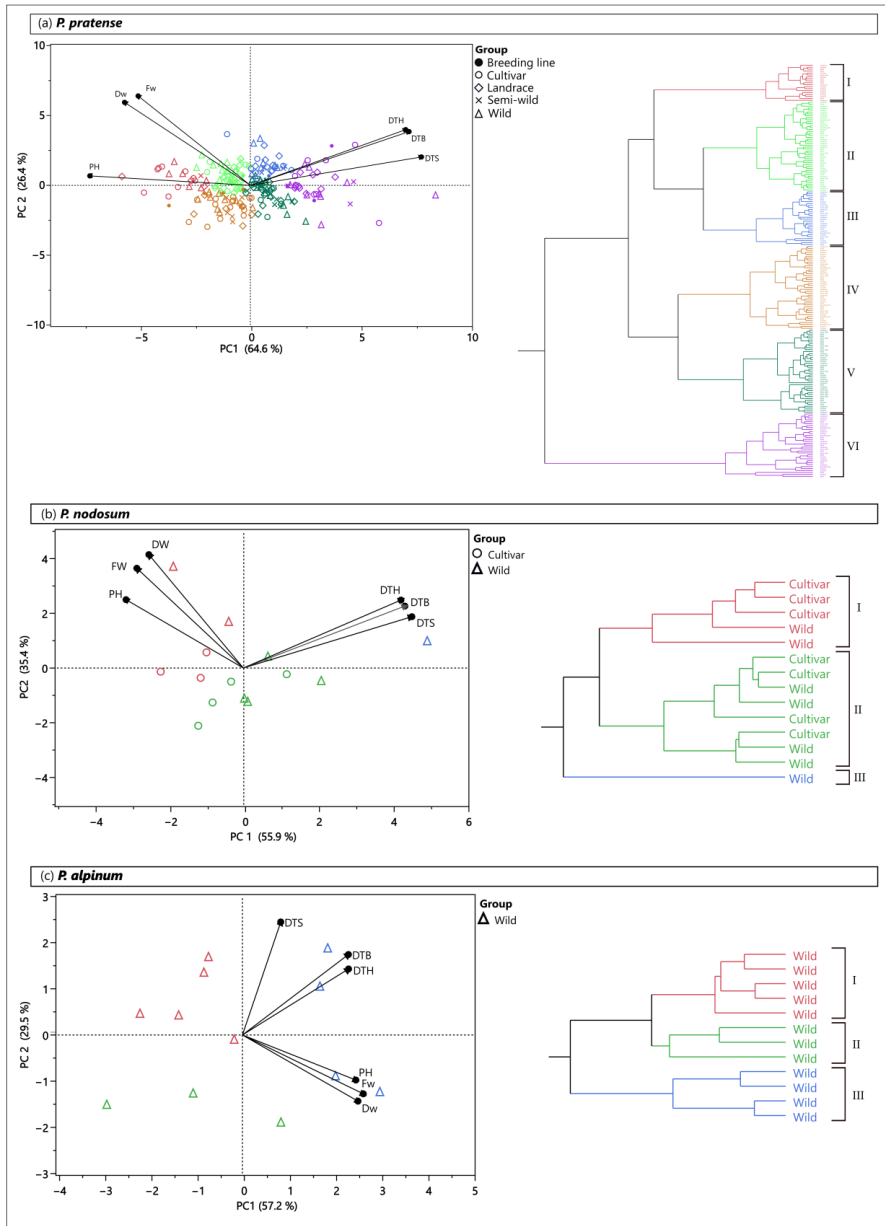 (a) P. pratense
10
5
0
−5
−10
PC 2 (26.4 %)
Dw
Fw
PH
DTH
DTB
DTS
−5
0
5
10
PC1 (64.6 %)
Group
Breeding line
Cultivar
Landrace
Semi-wild
Wild
I
II
III
IV
V
VI
(b) P. nodosum
4
2
0
−2
−4
PC2 (35.4 %)
DW
FW
PH
DTH
DTB
DTS
−4
−2
0
2
4
6
PC 1 (55.9 %)
Group
Cultivar
Wild
Cultivar
Cultivar
Cultivar
Wild
Wild
Cultivar
Cultivar
Wild
Wild
Cultivar
Cultivar
Wild
Wild
Wild
I
II
III
(c) P. alpinum
3
2
1
0
−1
−2
−3
PC 2 (29.5 %)
DTS
DTB
DTH
PH
Fw
Dw
−4
−3
−2
−1
0
1
2
3
4
5
PC1 (57.2 %)
Group
Wild
Wild
Wild
Wild
Wild
Wild
Wild
Wild
Wild
Wild
Wild
Wild
Wild
I
II
III